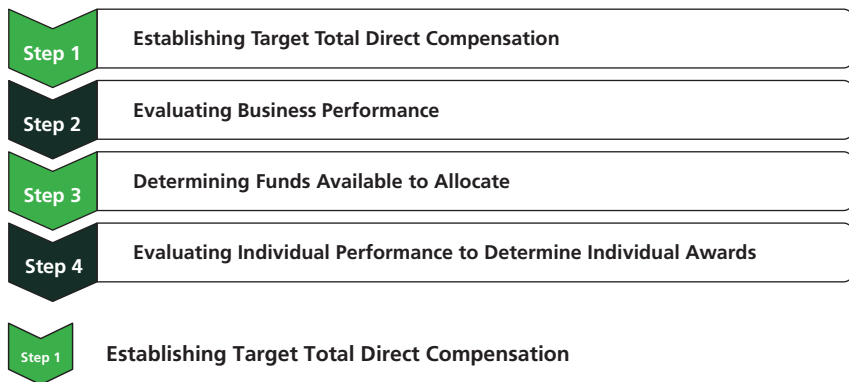 Step 1 Establishing Target Total Direct Compensation
Step 2 Evaluating Business Performance
Step 3 Determining Funds Available to Allocate
Step 4 Evaluating Individual Performance to Determine Individual Awards
Step 1 Establishing Target Total Direct Compensation